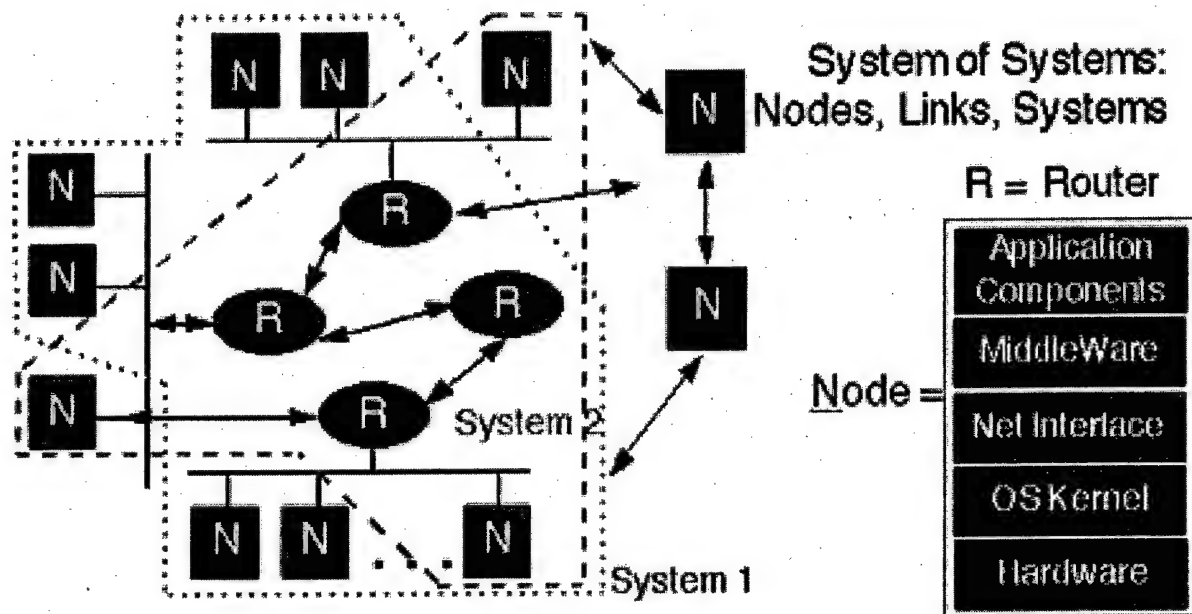 N N N
N
System of Systems:
Nodes, Links, Systems
N
R
R = Router
N
R
R
N
Application
Components
MiddleWare
Node =
N
R
System 2
Net Interface
OS Kernel
N N . . . N
System 1
Hardware